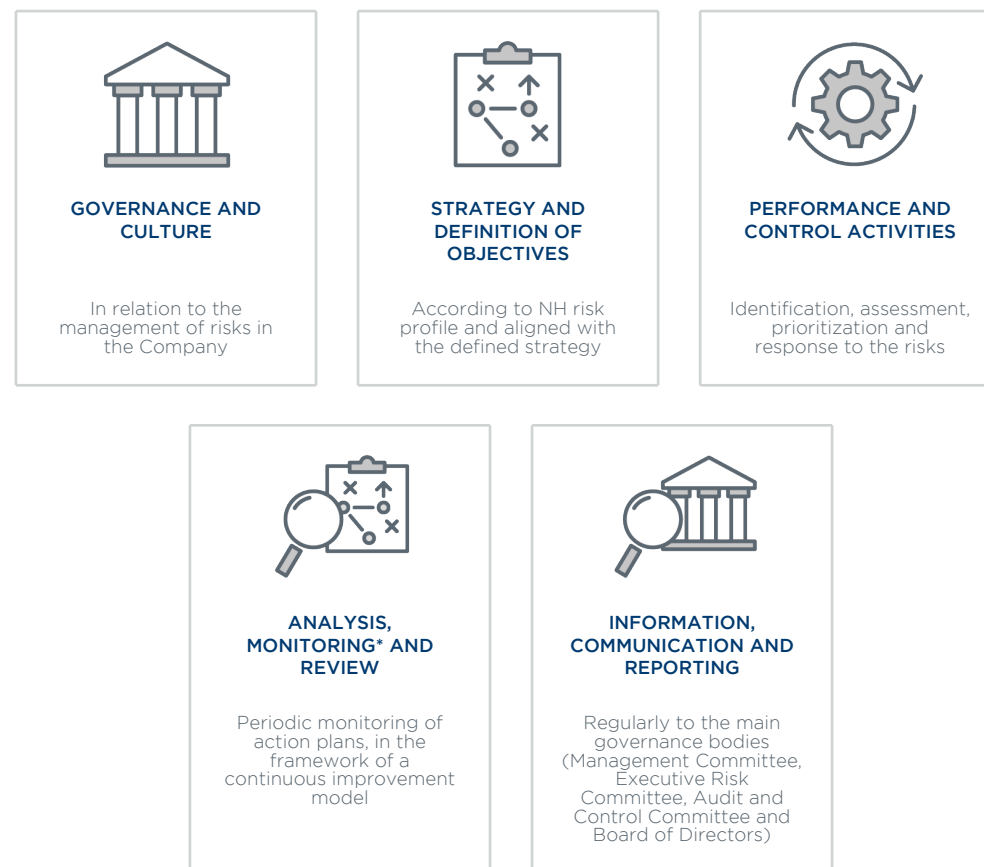 GOVERNANCE AND
CULTURE
In relation to the
management of risks in
the Company
STRATEGY AND
DEFINITION OF
OBJECTIVES
According to NH risk
profile and aligned with
the defined strategy
PERFORMANCE AND
CONTROL ACTIVITIES
Identification, assessment,
prioritization and
response to the risks
ANALYSIS,
MONITORING* AND
REVIEW
Periodic monitoring of
action plans, in the
framework of a
continuous improvement
model
INFORMATION,
COMMUNICATION AND
REPORTING
Regularly to the main
governance bodies
(Management Committee,
Executive Risk
Committee, Audit and
Control Committee and
Board of Directors)